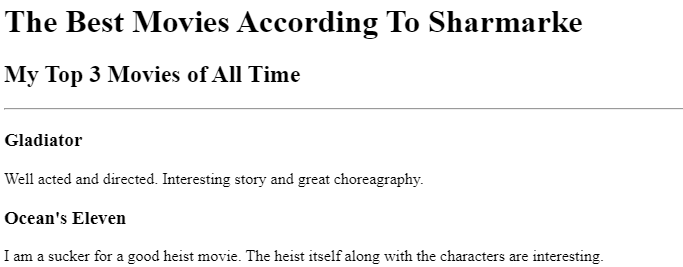 The Best Movies According To Sharmarke
My Top 3 Movies of All Time
Gladiator
Well acted and directed. Interesting story and great choreagraphy.
Ocean's Eleven
I am a sucker for a good heist movie. The heist itself along with the characters are interesting.